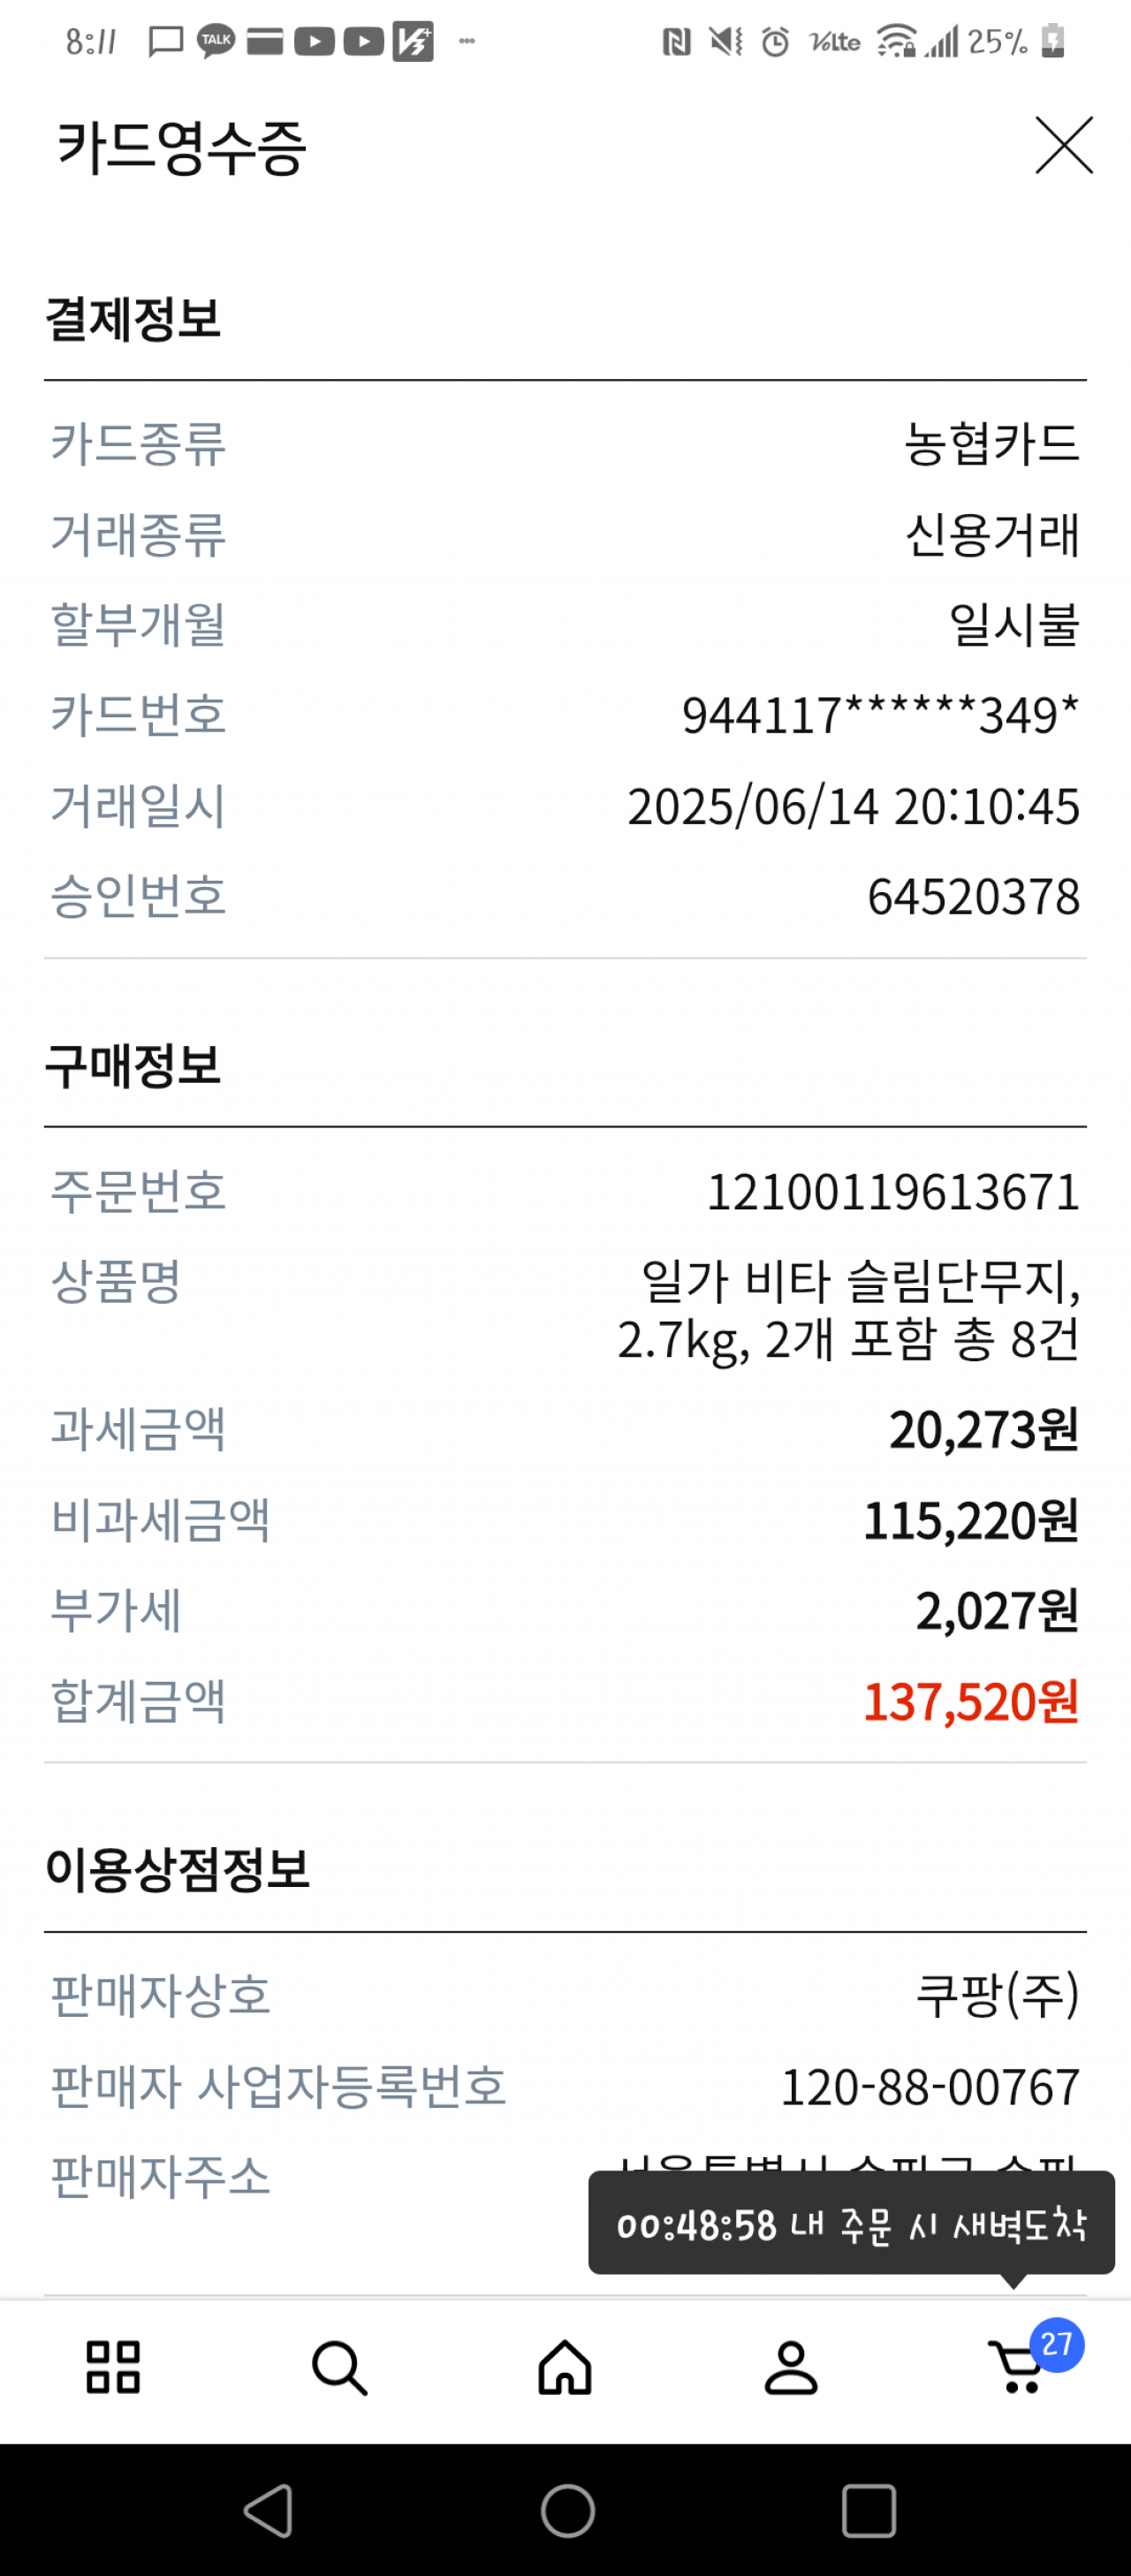 8:11
TALK
V3+
Volte
25%
카드영수증
결제정보
카드종류 농협카드
거래종류 신용거래
할부개월 일시불
카드번호 944117******349*
거래일시 2025/06/14 20:10:45
승인번호 64520378
구매정보
주문번호 12100119613671
상품명 일가 비타 슬림단무지,
2.7kg, 2개 포함 총 8건
과세금액 20,273원
비과세금액 115,220원
부가세 2,027원
합계금액 137,520원
이용상점정보
판매자상호 쿠팡(주)
판매자 사업자등록번호 120-88-00767
판매자주소
00:48:58 내 주문 시 새벽도착
27